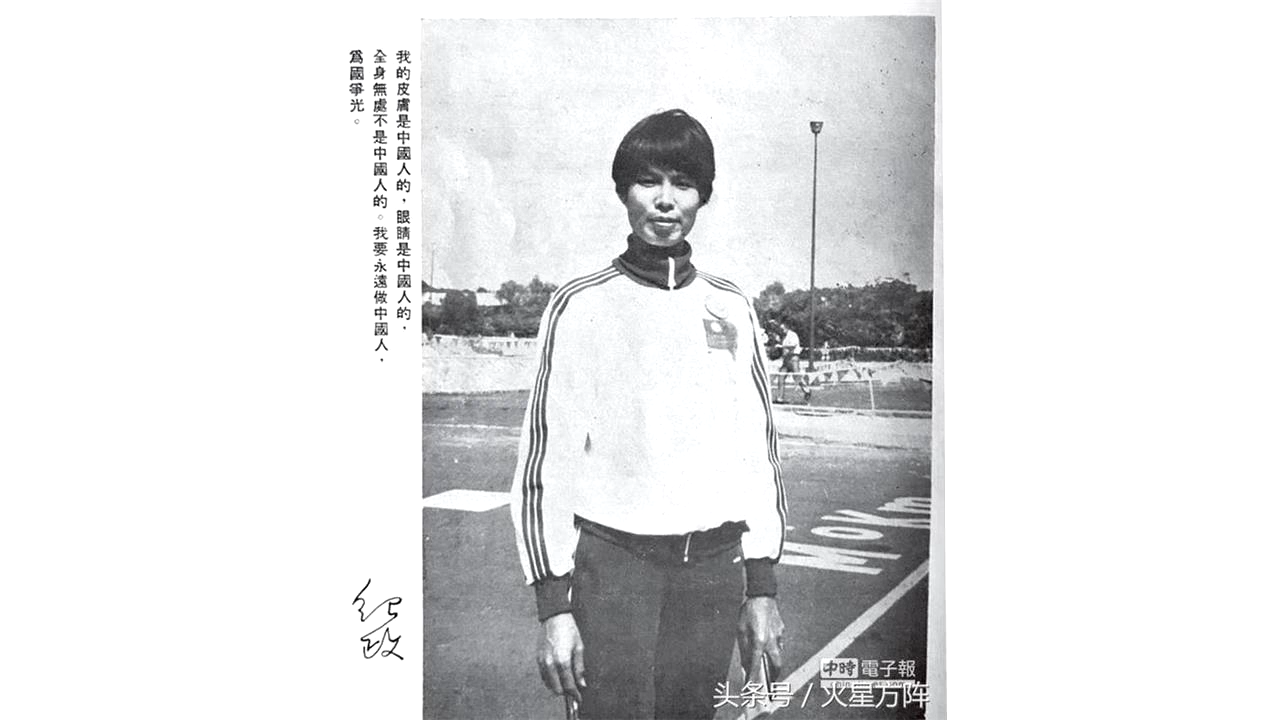 我的皮膚是中國人的，眼睛是中國人的，
全身無處不是中國人的。我要永遠做中國人，
為國爭光。
紀政
中時 電子報
头条号 / 火星方阵